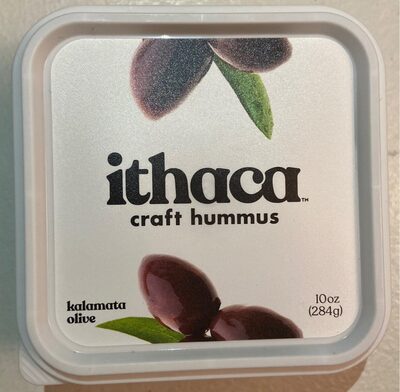 ithaca™
craft hummus
kalamata
olive
10oz
(284g)